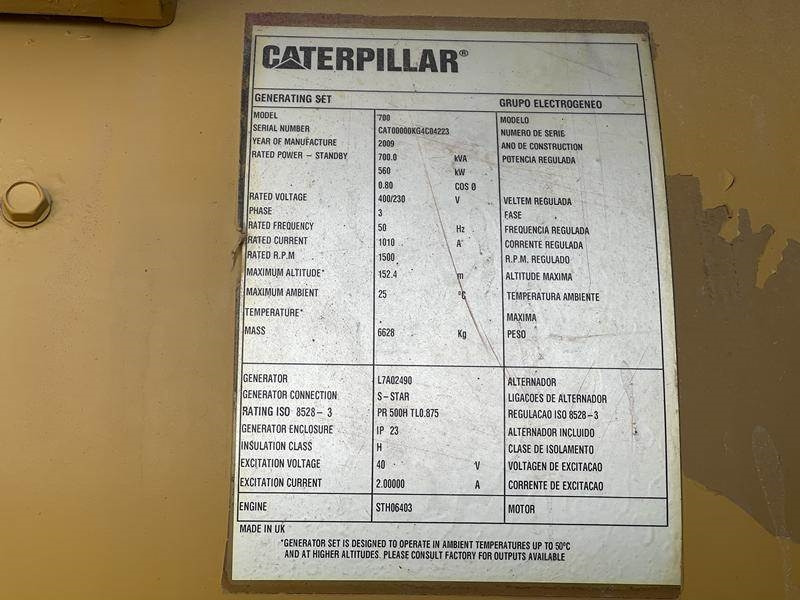 CATERPILLAR®
GENERATING SET GRUPO ELECTROGENEO
MODEL 700 MODELO
SERIAL NUMBER CAT00000KG4C04223 NUMERO DE SERIE
YEAR OF MANUFACTURE 2009 ANO DE CONSTRUCTION
RATED POWER – STANDBY 700.0 kVA POTENCIA REGULADA
560 kW
0.80 COS Ø
RATED VOLTAGE 400/230 V VELTEM REGULADA
PHASE 3 FASE
RATED FREQUENCY 50 Hz FREQUENCIA REGULADA
RATED CURRENT 1010 A CORRENTE REGULADA
RATED R.P.M 1500 R.P.M. REGULADO
MAXIMUM ALTITUDE* 152.4 m ALTITUDE MAXIMA
MAXIMUM AMBIENT 25 °C TEMPERATURA AMBIENTE
TEMPERATURE* MAXIMA
MASS 6628 Kg PESO
GENERATOR L7A02490 ALTERNADOR
GENERATOR CONNECTION S–STAR LIGACOES DE ALTERNADOR
RATING ISO 8528–3 PR 500H TL0.875 REGULACAO ISO 8528–3
GENERATOR ENCLOSURE IP 23 ALTERNADOR INCLUIDO
INSULATION CLASS H CLASE DE ISOLAMENTO
EXCITATION VOLTAGE 40 V VOLTAGEN DE EXCITACAO
EXCITATION CURRENT 2.00000 A CORRENTE DE EXCITACAO
ENGINE STH06403 MOTOR
MADE IN UK
*GENERATOR SET IS DESIGNED TO OPERATE IN AMBIENT TEMPERATURES UP TO 50°C
AND AT HIGHER ALTITUDES. PLEASE CONSULT FACTORY FOR OUTPUTS AVAILABLE